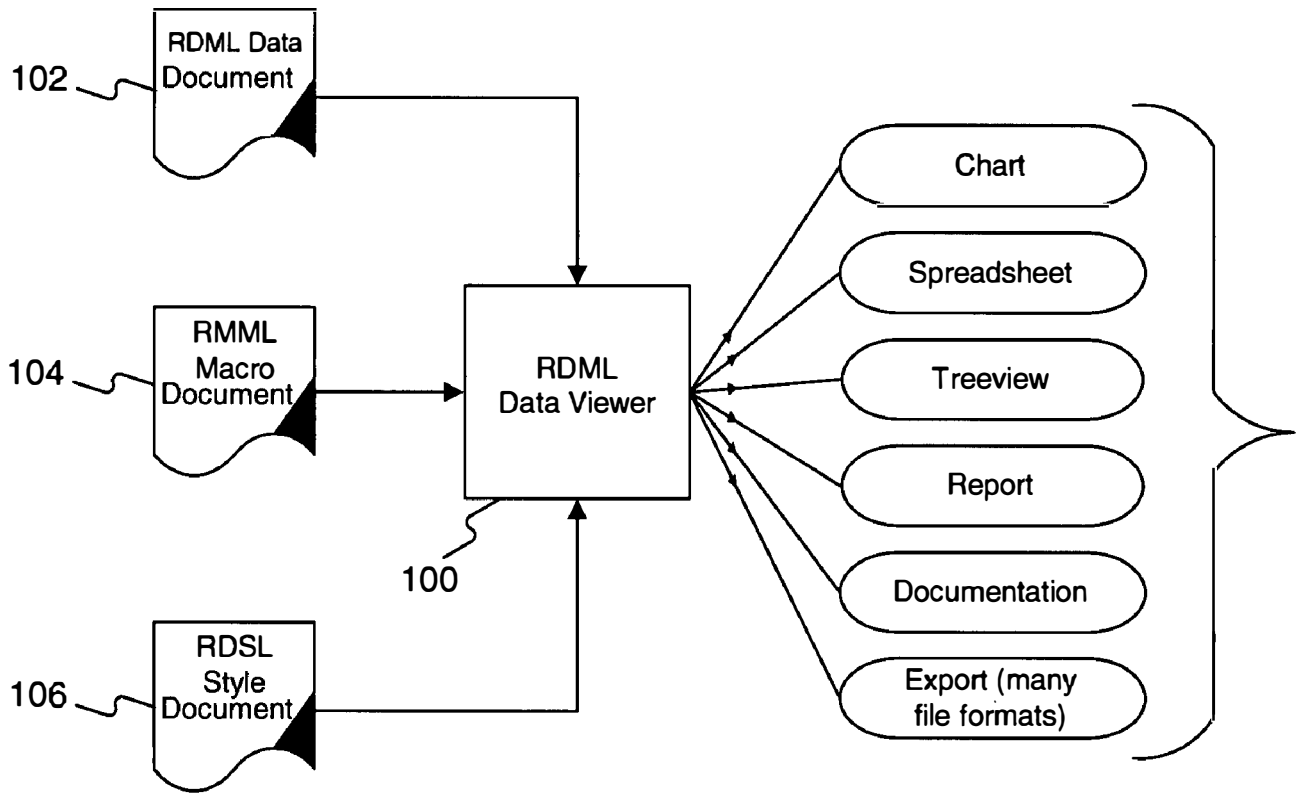 RDML Data
Document
102
RMML
Macro
Document
104
RDSL
Style
Document
106
RDML
Data Viewer
100
Chart
Spreadsheet
Treeview
Report
Documentation
Export (many
file formats)